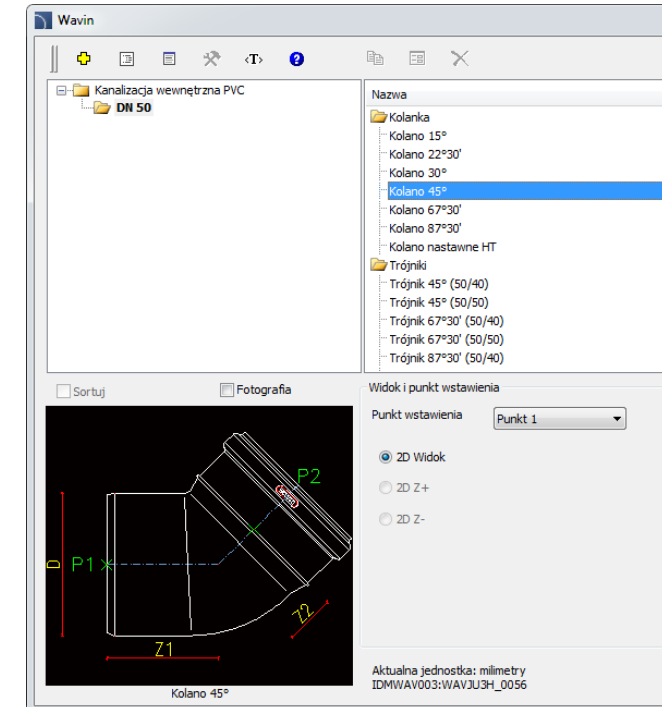 Wavin
‹T›
?
Kanalizacja wewnętrzna PVC
DN 50
Nazwa
Kolanka
Kolano 15°
Kolano 22°30'
Kolano 30°
Kolano 45°
Kolano 67°30'
Kolano 87°30'
Kolano nastawne HT
Trójniki
Trójnik 45° (50/40)
Trójnik 45° (50/50)
Trójnik 67°30' (50/40)
Trójnik 67°30' (50/50)
Trójnik 87°30' (50/40)
Sortuj
Fotografia
P2
D
P1
Z2
Z1
Kolano 45°
Widok i punkt wstawienia
Punkt wstawienia
Punkt 1
2D Widok
2D Z+
2D Z-
Aktualna jednostka: milimetry
IDMWAV003:WAVJU3H_0056